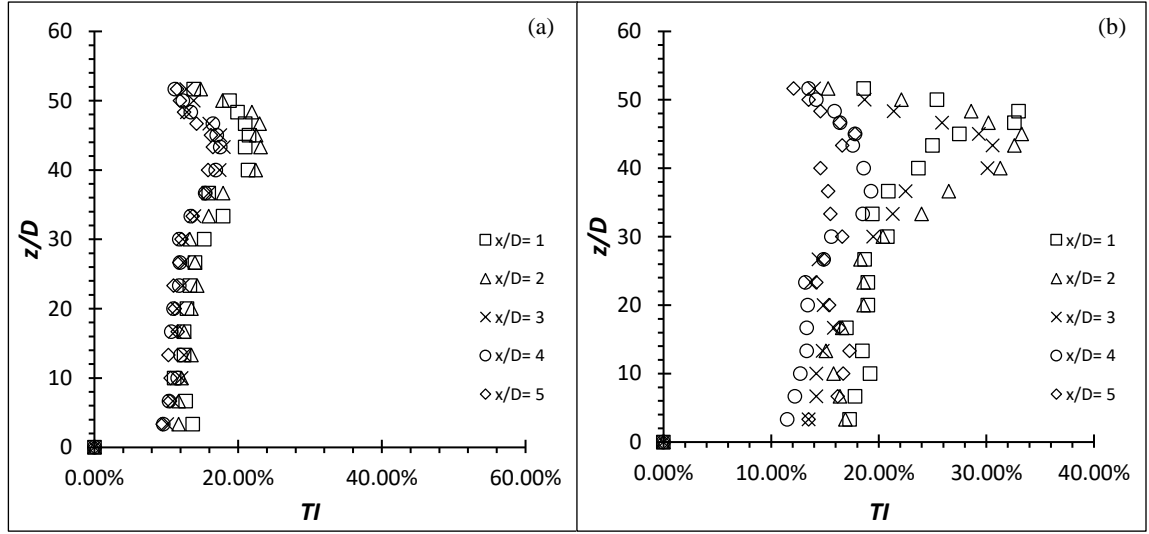 (a)
z/D
60
50
40
30
20
10
0
0.00% 20.00% 40.00% 60.00%
TI
x/D= 1
x/D= 2
x/D= 3
x/D= 4
x/D= 5
(b)
z/D
60
50
40
30
20
10
0
0.00% 10.00% 20.00% 30.00% 40.00%
TI
x/D= 1
x/D= 2
x/D= 3
x/D= 4
x/D= 5